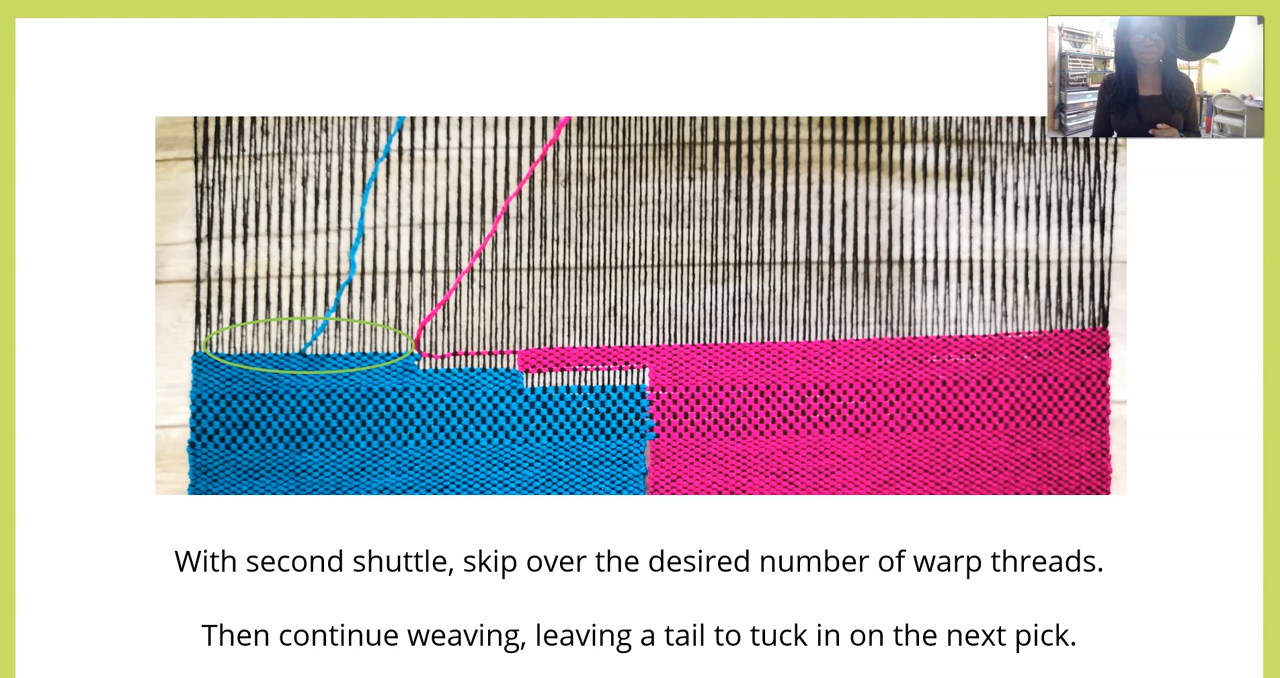 With second shuttle, skip over the desired number of warp threads.
Then continue weaving, leaving a tail to tuck in on the next pick.